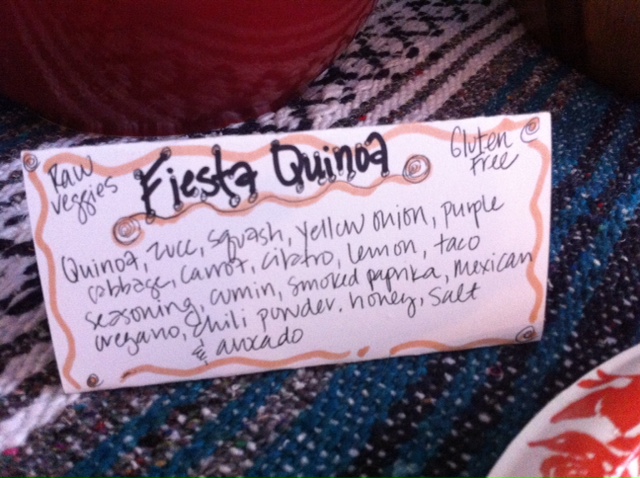 Raw
Veggies
Fiesta Quinoa
Gluten
Free
Quinoa, zucc, squash, yellow onion, purple
cabbage, carrot, cilatro, lemon, taco
seasoning, cumin, smoked paprika, Mexican
oregano, chili powder, honey, salt
& avocado